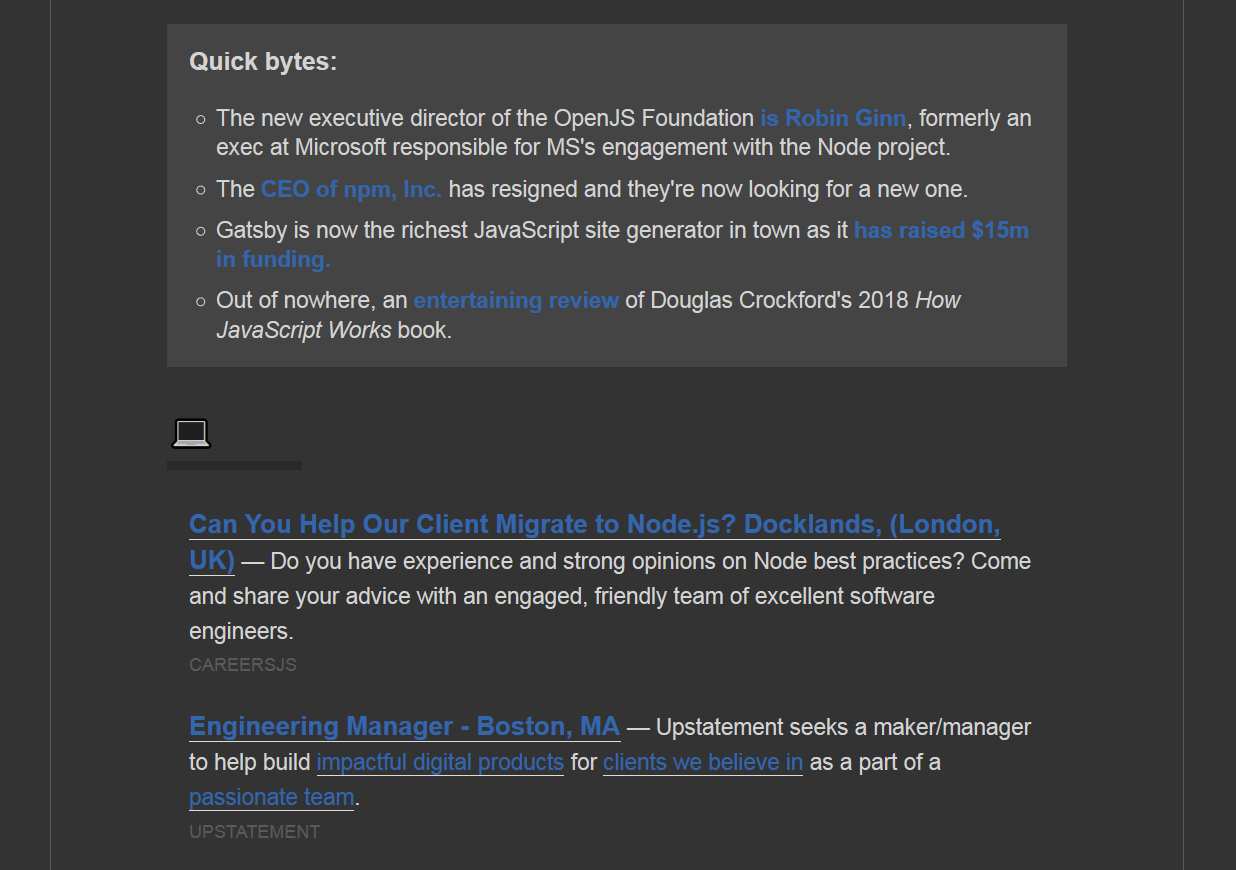 Quick bytes:
The new executive director of the OpenJS Foundation is Robin Ginn, formerly an
exec at Microsoft responsible for MS's engagement with the Node project.
The CEO of npm, Inc. has resigned and they're now looking for a new one.
Gatsby is now the richest JavaScript site generator in town as it has raised $15m
in funding.
Out of nowhere, an entertaining review of Douglas Crockford's 2018 How
JavaScript Works book.
Can You Help Our Client Migrate to Node.js? Docklands, (London,
UK) — Do you have experience and strong opinions on Node best practices? Come
and share your advice with an engaged, friendly team of excellent software
engineers.
CAREERSJS
Engineering Manager - Boston, MA — Upstatement seeks a maker/manager
to help build impactful digital products for clients we believe in as a part of a
passionate team.
UPSTATEMENT